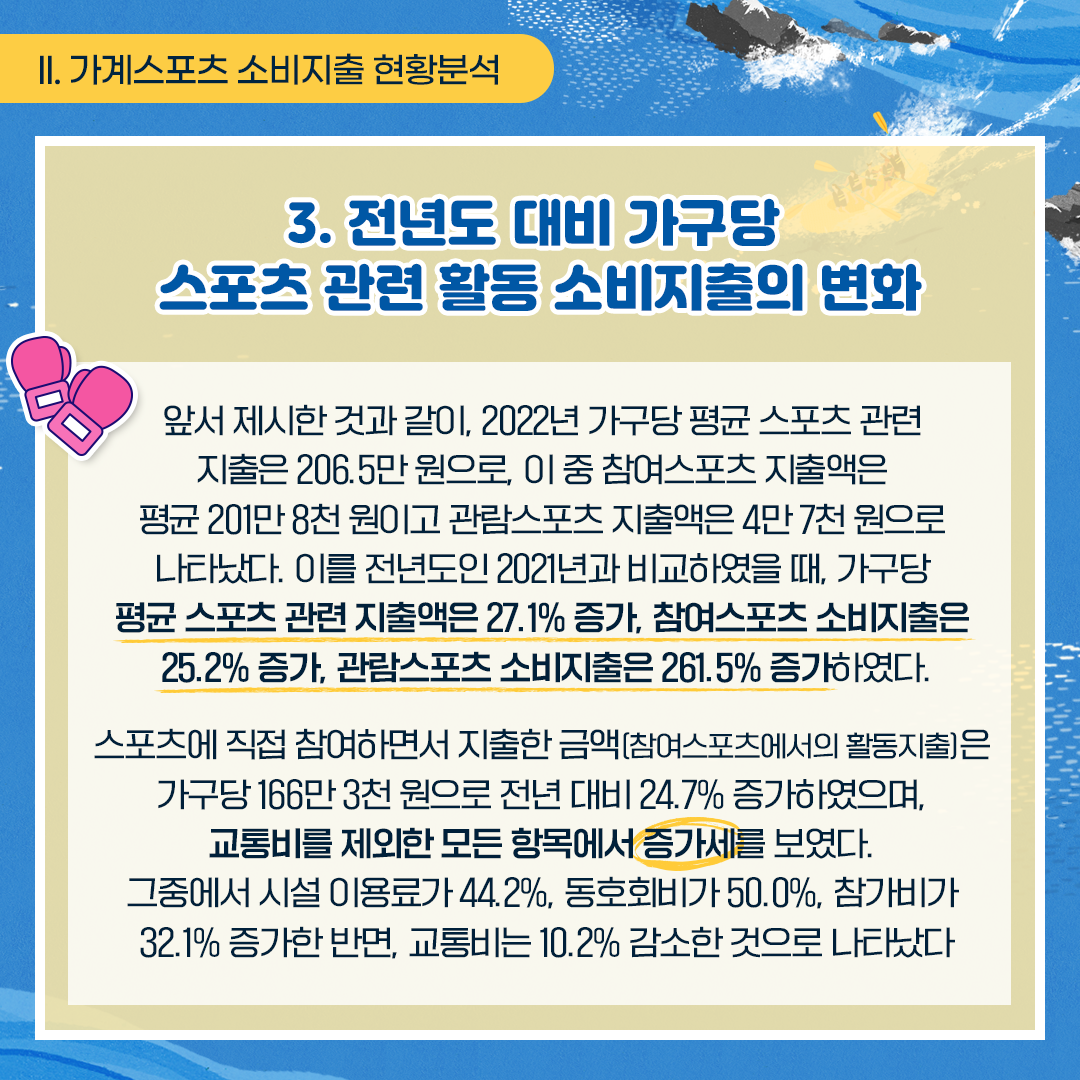 II. 가계스포츠 소비지출 현황분석
3. 전년도 대비 가구당
스포츠 관련 활동 소비지출의 변화
앞서 제시한 것과 같이, 2022년 가구당 평균 스포츠 관련
지출은 206.5만 원으로, 이 중 참여스포츠 지출액은
평균 201만 8천 원이고 관람스포츠 지출액은 4만 7천 원으로
나타났다. 이를 전년도인 2021년과 비교하였을 때, 가구당
평균 스포츠 관련 지출액은 27.1% 증가, 참여스포츠 소비지출은
25.2% 증가, 관람스포츠 소비지출은 261.5% 증가하였다.
스포츠에 직접 참여하면서 지출한 금액(참여스포츠에서의 활동지출)은
가구당 166만 3천 원으로 전년 대비 24.7% 증가하였으며,
교통비를 제외한 모든 항목에서 증가세를 보였다.
그중에서 시설 이용료가 44.2%, 동호회비가 50.0%, 참가비가
32.1% 증가한 반면, 교통비는 10.2% 감소한 것으로 나타났다